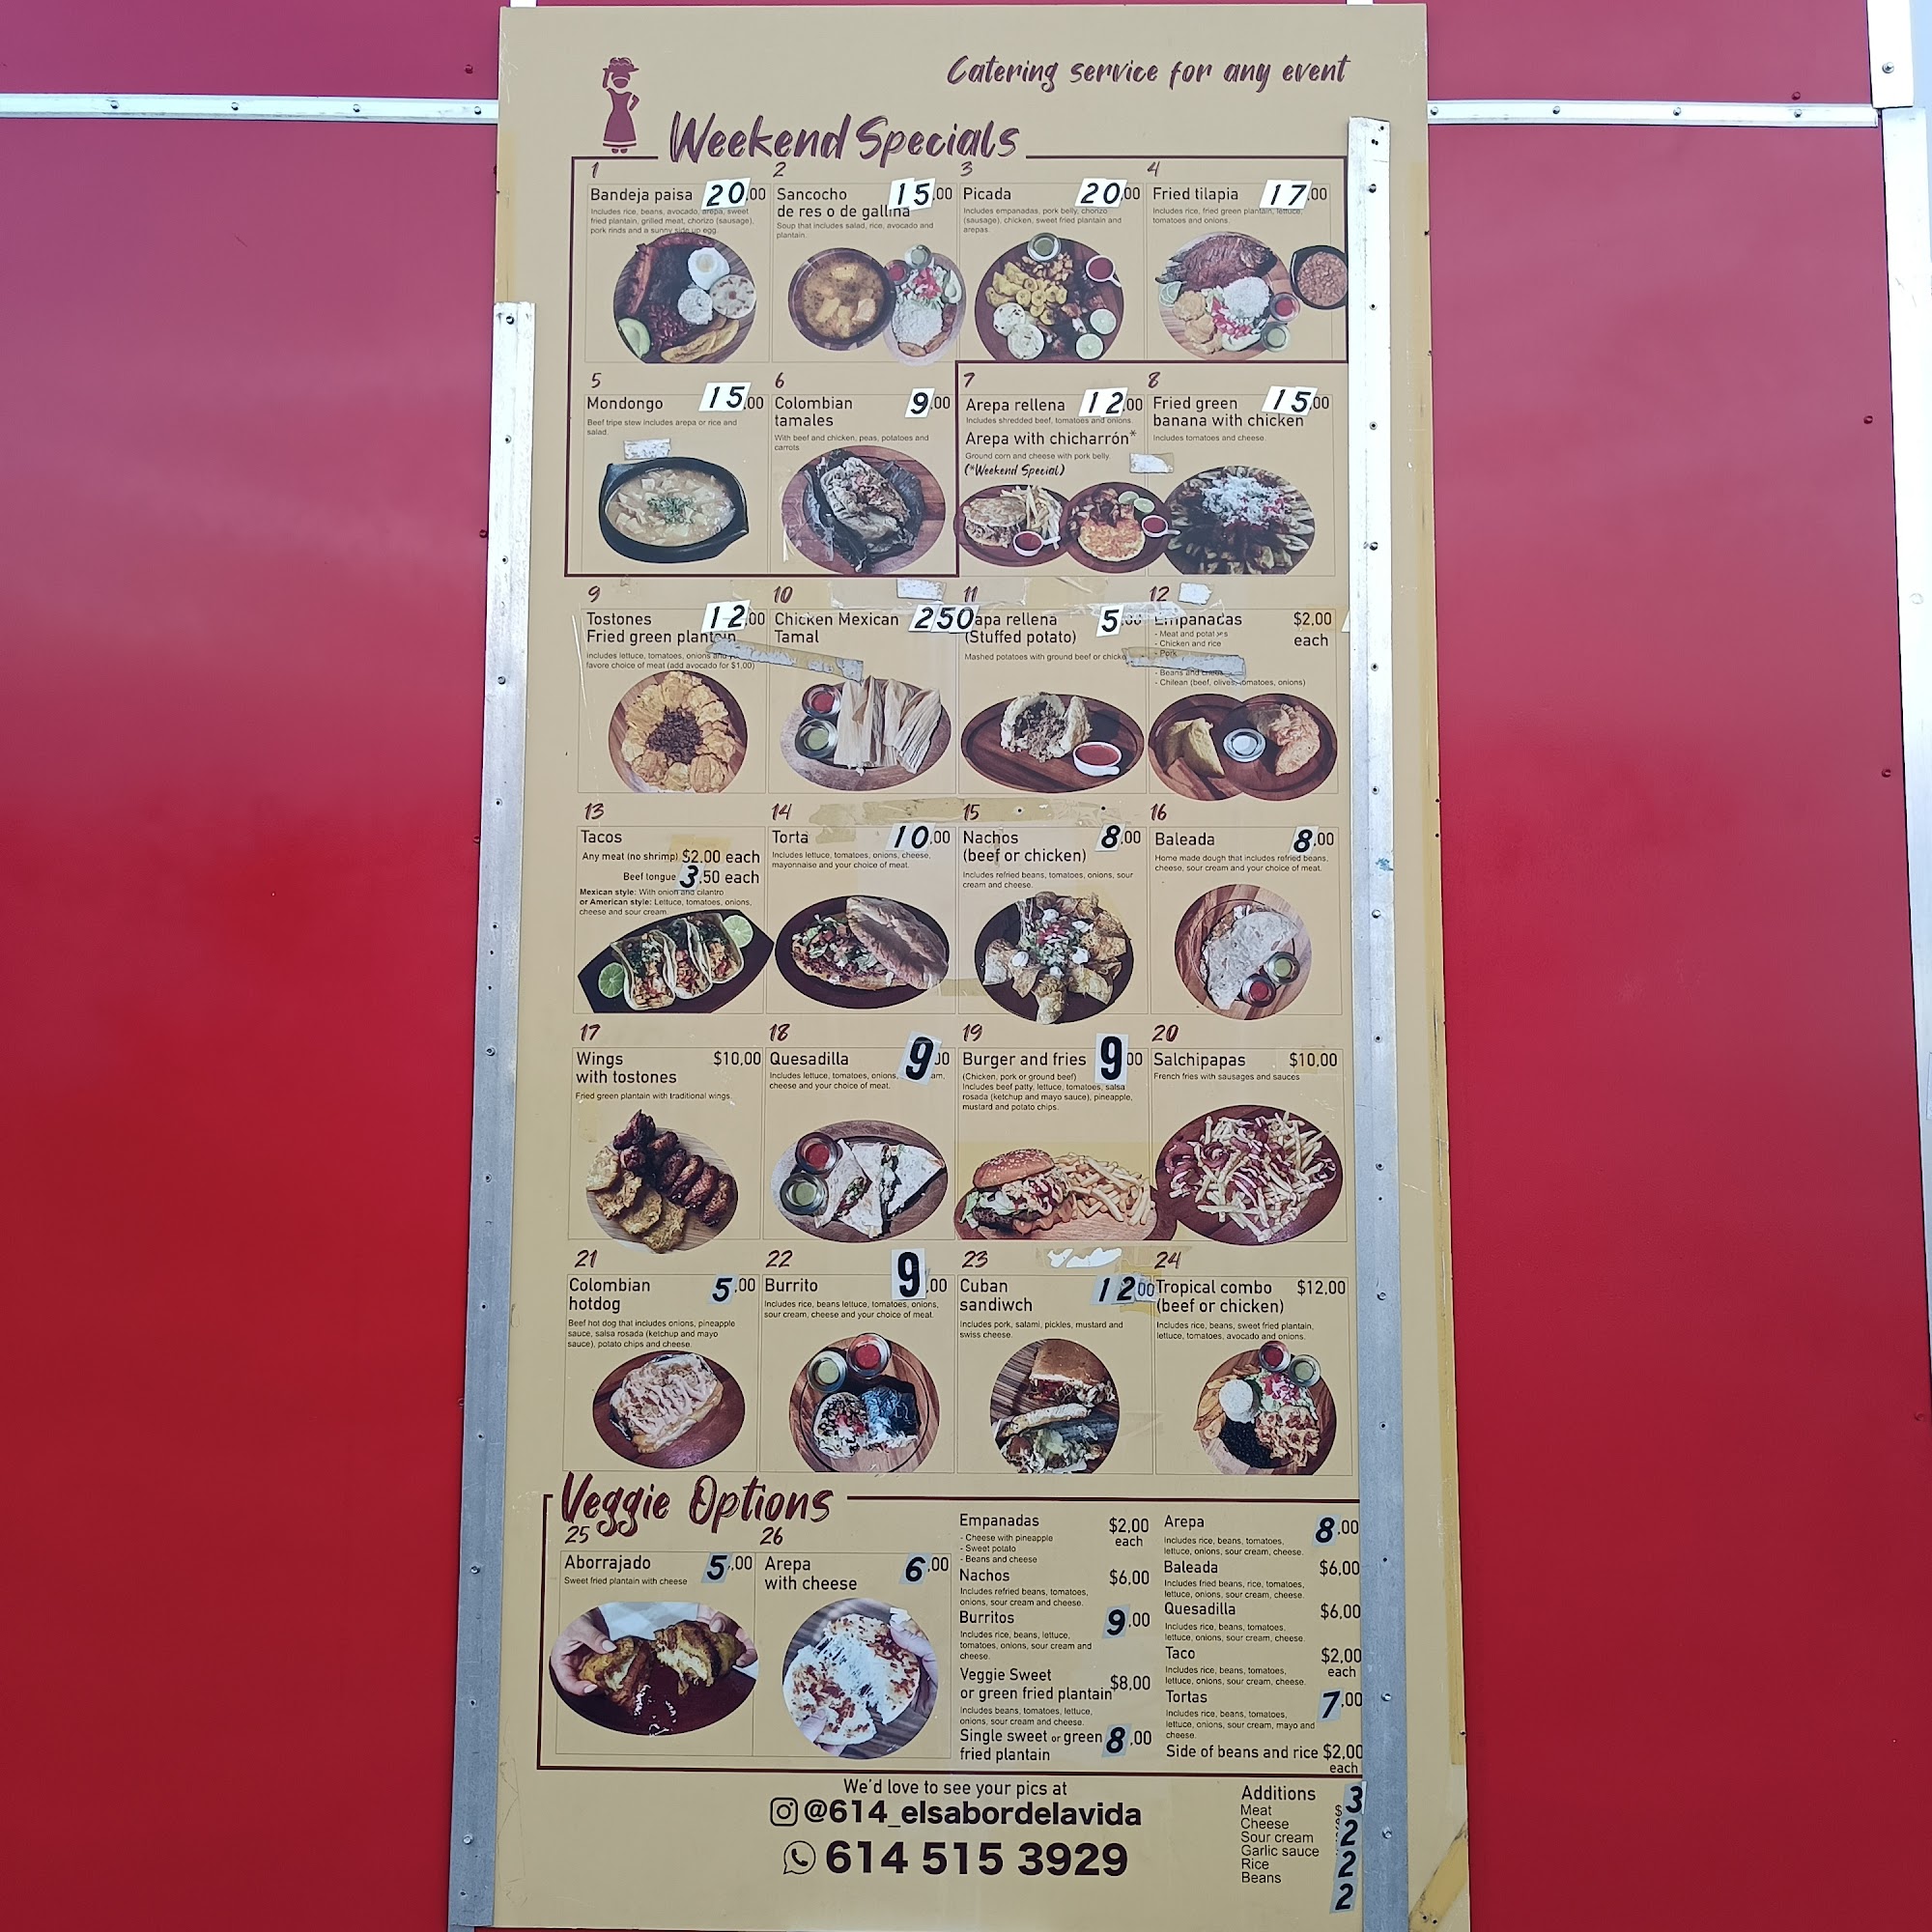 Catering service for any event
Weekend Specials
1
Bandeja paisa 20.00
Includes rice, beans, avocado, arepa, sweet
fried plantain, grilled meat, chorizo (sausage),
pork rinds and a sunny side up egg.
2
Sancocho 15.00
de res o de gallina
Soup that includes salad, rice, avocado and
plantain.
3
Picada 20.00
Includes empanadas, pork belly, chorizo
(sausage), chicken, sweet fried plantain and
arepas.
4
Fried tilapia 17.00
Includes rice, fried green plantain, lettuce,
tomatoes and onions.
5
Mondongo 15.00
Beef tripe stew includes arepa or rice and
salad.
6
Colombian 9.00
tamales
With beef and chicken, peas, potatoes and
carrots
7
Arepa rellena 12.00
Includes shredded beef, tomatoes and onions.
Arepa with chicharrón*
Ground corn and cheese with pork belly.
(*Weekend Special)
8
Fried green 15.00
banana with chicken
Includes tomatoes and cheese.
9
Tostones 12.00
Fried green plantain
Includes lettuce, tomatoes, onions and
favore choice of meat (add avocado for $1.00)
10
Chicken Mexican 250
Tamal
11
apa rellena 5.00
(Stuffed potato)
Mashed potatoes with ground beef or
12
Empanadas $2.00
each
- Meat and potatoes
- Chicken and rice
- Pork
- Beans and
- Chilean (beef, olives, tomatoes, onions)
13
Tacos
Any meat (no shrimp) $2.00 each
Beef tongue 3.50 each
Mexican style: With onion and cilantro
or American style: Lettuce, tomatoes, onions,
cheese and sour cream.
14
Torta 10.00
Includes lettuce, tomatoes, onions, cheese,
mayonnaise and your choice of meat.
15
Nachos 8.00
(beef or chicken)
Includes refried beans, tomatoes, onions, sour
cream and cheese.
16
Baleada 8.00
Home made dough that includes refried beans,
cheese, sour cream and your choice of meat.
17
Wings $10.00
with tostones
Fried green plantain with traditional wings.
18
Quesadilla 9.00
Includes lettuce, tomatoes, onions,
cheese and your choice of meat.
19
Burger and fries 9.00
(Chicken, pork or ground beef)
Includes beef patty, lettuce, tomatoes, salsa
rosada (ketchup and mayo sauce), pineapple,
mustard and potato chips.
20
Salchipapas $10.00
French fries with sausages and sauces
21
Colombian 5.00
hotdog
Beef hot dog that includes onions, pineapple
sauce, salsa rosada (ketchup and mayo
sauce), potato chips and cheese.
22
Burrito 9.00
Includes rice, beans lettuce, tomatoes, onions,
sour cream, cheese and your choice of meat.
23
Cuban 12.00
sandiwch
Includes pork, salami, pickles, mustard and
swiss cheese.
24
Tropical combo $12.00
(beef or chicken)
Includes rice, beans, sweet fried plantain,
lettuce, tomatoes, avocado and onions.
Veggie Options
25
Aborrajado 5.00
Sweet fried plantain with cheese
26
Arepa 6.00
with cheese
Empanadas $2.00
each
- Cheese with pineapple
- Sweet potato
- Beans and cheese
Nachos $6.00
Includes refried beans, tomatoes,
onions, sour cream and cheese.
Burritos 9.00
Includes rice, beans, lettuce,
tomatoes, onions, sour cream and
cheese.
Veggie Sweet
or green fried plantain $8.00
Includes beans, tomatoes, lettuce,
onions, sour cream and cheese.
Single sweet or green 8.00
fried plantain
Arepa 8.00
Includes rice, beans, tomatoes,
lettuce, onions, sour cream, cheese.
Baleada $6.00
Includes fried beans, rice, tomatoes,
lettuce, onions, sour cream, cheese.
Quesadilla $6.00
Includes rice, beans, tomatoes,
lettuce, onions, sour cream, cheese.
Taco $2.00
each
Includes rice, beans, tomatoes,
lettuce, onions, sour cream, cheese.
Tortas 7.00
Includes rice, beans, tomatoes,
lettuce, onions, sour cream, mayo and
cheese.
Side of beans and rice $2.00
each
We'd love to see your pics at
@614_elsabordelavida
614 515 3929
Additions 3
Meat $
Cheese 2
Sour cream
Garlic sauce 2
Rice
Beans 2